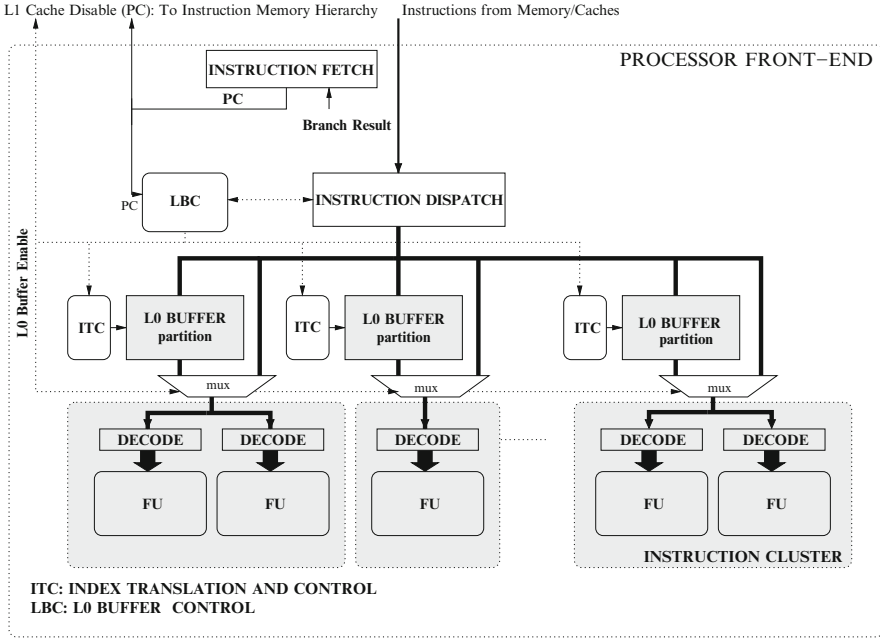 L1 Cache Disable (PC): To Instruction Memory Hierarchy
Instructions from Memory/Caches
PROCESSOR FRONT−END
INSTRUCTION FETCH
PC
Branch Result
PC
LBC
INSTRUCTION DISPATCH
L0 Buffer Enable
ITC
L0 BUFFER
partition
ITC
L0 BUFFER
partition
ITC
L0 BUFFER
partition
mux
mux
mux
DECODE
DECODE
DECODE
DECODE
DECODE
FU
FU
FU
FU
FU
INSTRUCTION CLUSTER
ITC: INDEX TRANSLATION AND CONTROL
LBC: L0 BUFFER CONTROL